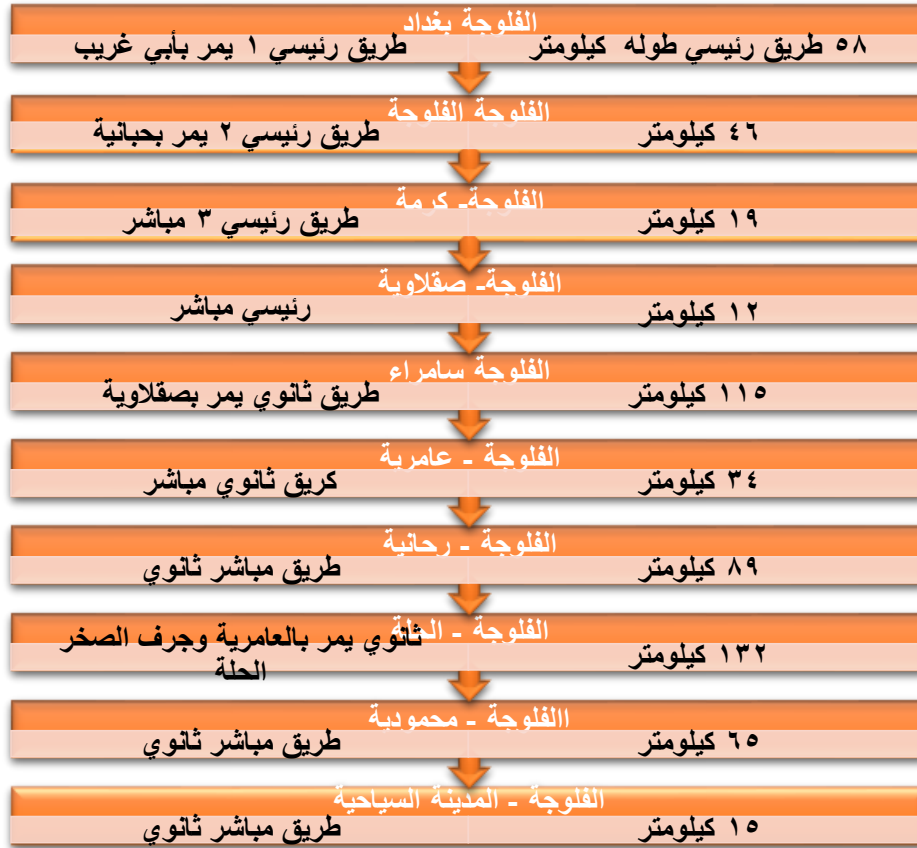 الفلوجة بغداد
٥٨ طريق رئيسي طوله كيلومتر
طريق رئيسي ١ يمر بأبي غريب
الفلوجة الفلوجة
٤٦ كيلومتر
طريق رئيسي ٢ يمر بحبانية
الفلوجة- كرمة
١٩ كيلومتر
طريق رئيسي ٣ مباشر
الفلوجة- صقلاوية
١٢ كيلومتر
رئيسي مباشر
الفلوجة سامراء
١١٥ كيلومتر
طريق ثانوي يمر بصقلاوية
الفلوجة - عامرية
٣٤ كيلومتر
كريق ثانوي مباشر
الفلوجة - رحانية
٨٩ كيلومتر
طريق مباشر ثانوي
الفلوجة - الحلة
١٣٢ كيلومتر
ثانوي يمر بالعامرية وجرف الصخر
الحلة
االفلوجة - محمودية
٦٥ كيلومتر
طريق مباشر ثانوي
الفلوجة - المدينة السياحية
١٥ كيلومتر
طريق مباشر ثانوي